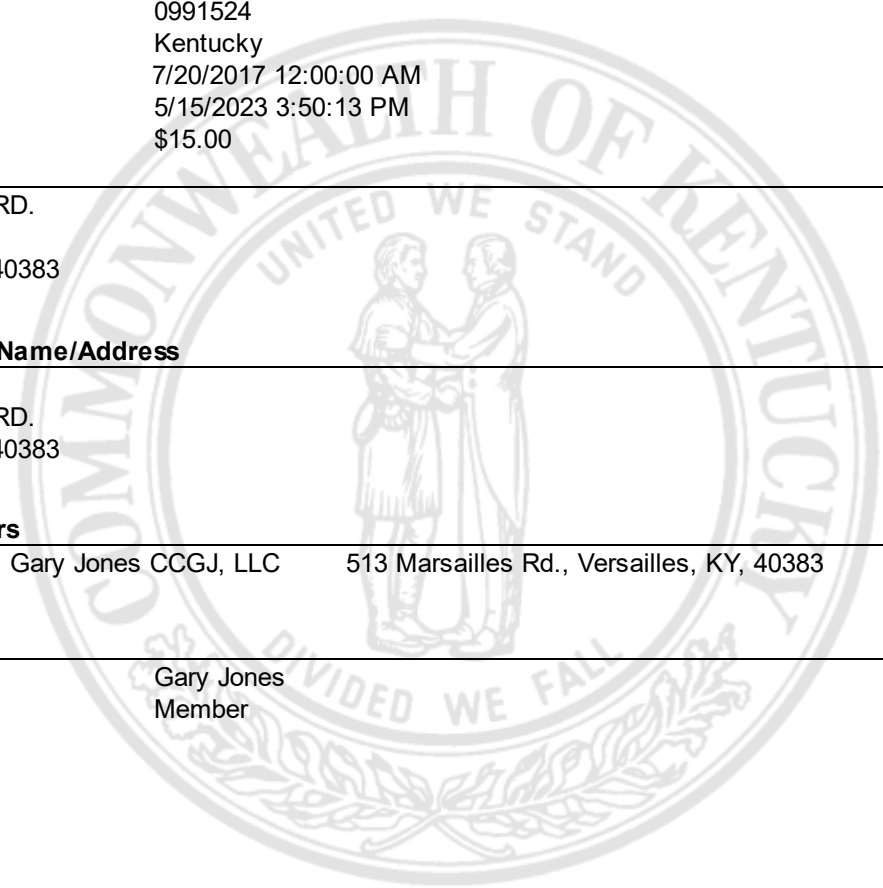 0991524
Kentucky
7/20/2017 12:00:00 AM
5/15/2023 3:50:13 PM
$15.00
RD.
40383
Name/Address
RD.
40383
rs
Gary Jones CCGJ, LLC 513 Marsailles Rd., Versailles, KY, 40383
Gary Jones
Member
COMMONWEALTH OF KENTUCKY
UNITED WE STAND
DIVIDED WE FALL